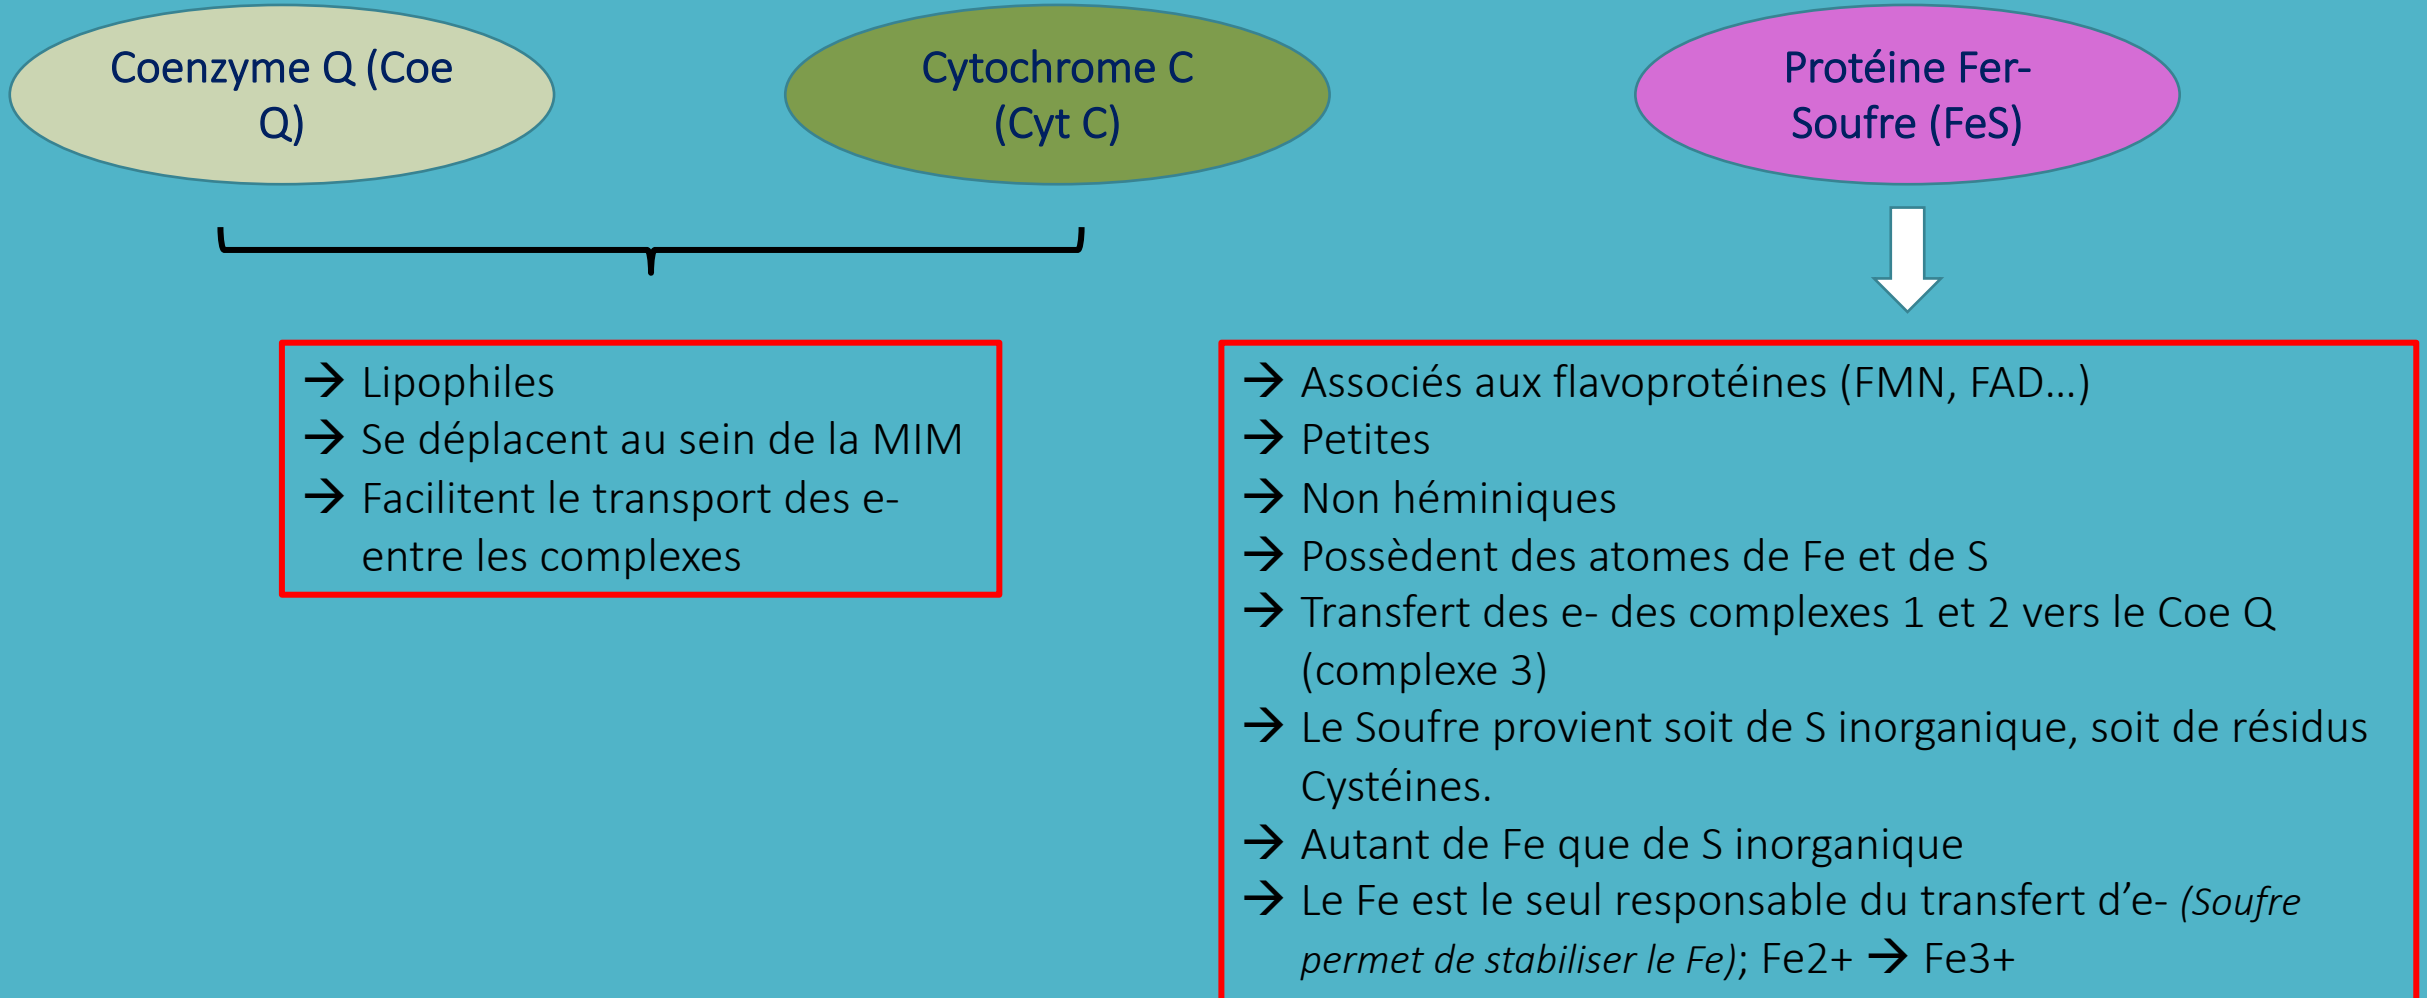 Coenzyme Q (Coe
Q)
Cytochrome C
(Cyt C)
Protéine Fer-
Soufre (FeS)
→ Lipophiles
→ Se déplacent au sein de la MIM
→ Facilitent le transport des e-
entre les complexes
→ Associés aux flavoprotéines (FMN, FAD…)
→ Petites
→ Non héminiques
→ Possèdent des atomes de Fe et de S
→ Transfert des e- des complexes 1 et 2 vers le Coe Q
(complexe 3)
→ Le Soufre provient soit de S inorganique, soit de résidus
Cystéines.
→ Autant de Fe que de S inorganique
→ Le Fe est le seul responsable du transfert d’e- (Soufre
permet de stabiliser le Fe); Fe2+ → Fe3+